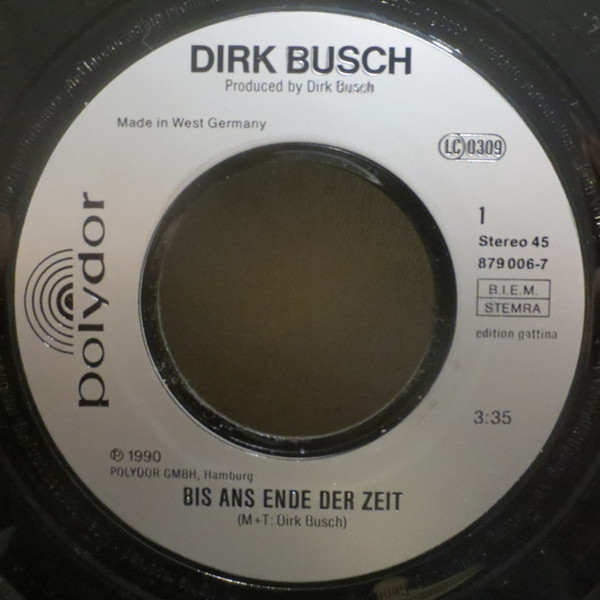 DIRK BUSCH
Produced by Dirk Busch
Made in West Germany
LC 0309
polydor
1
Stereo 45
879 006-7
B.I.E.M.
STEMRA
edition gattina
3:35
℗ 1990
POLYDOR GMBH, Hamburg
BIS ANS ENDE DER ZEIT
(M+T: Dirk Busch)